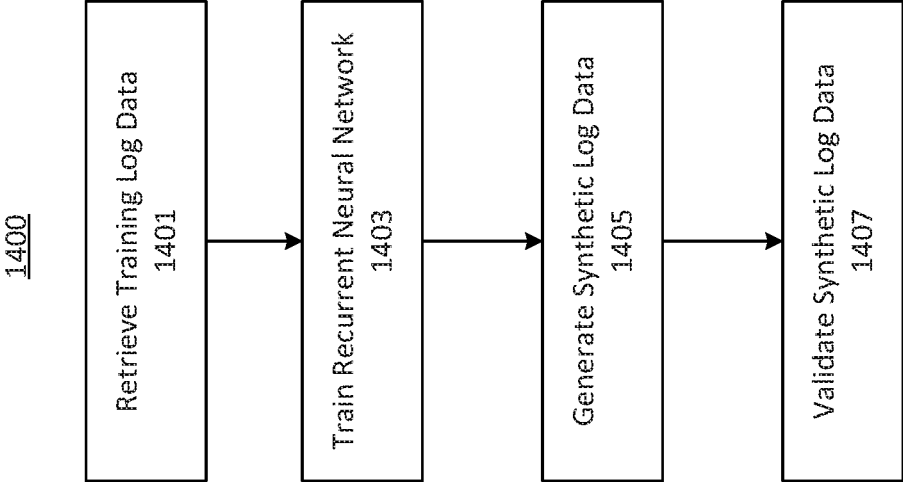 1400
Retrieve Training Log Data
1401
Train Recurrent Neural Network
1403
Generate Synthetic Log Data
1405
Validate Synthetic Log Data
1407